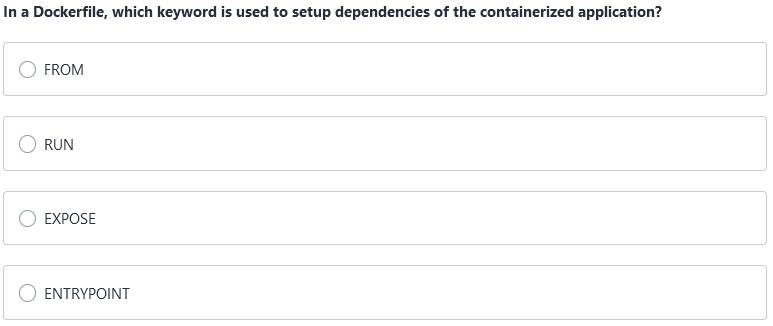 In a Dockerfile, which keyword is used to setup dependencies of the containerized application?
FROM
RUN
EXPOSE
ENTRYPOINT